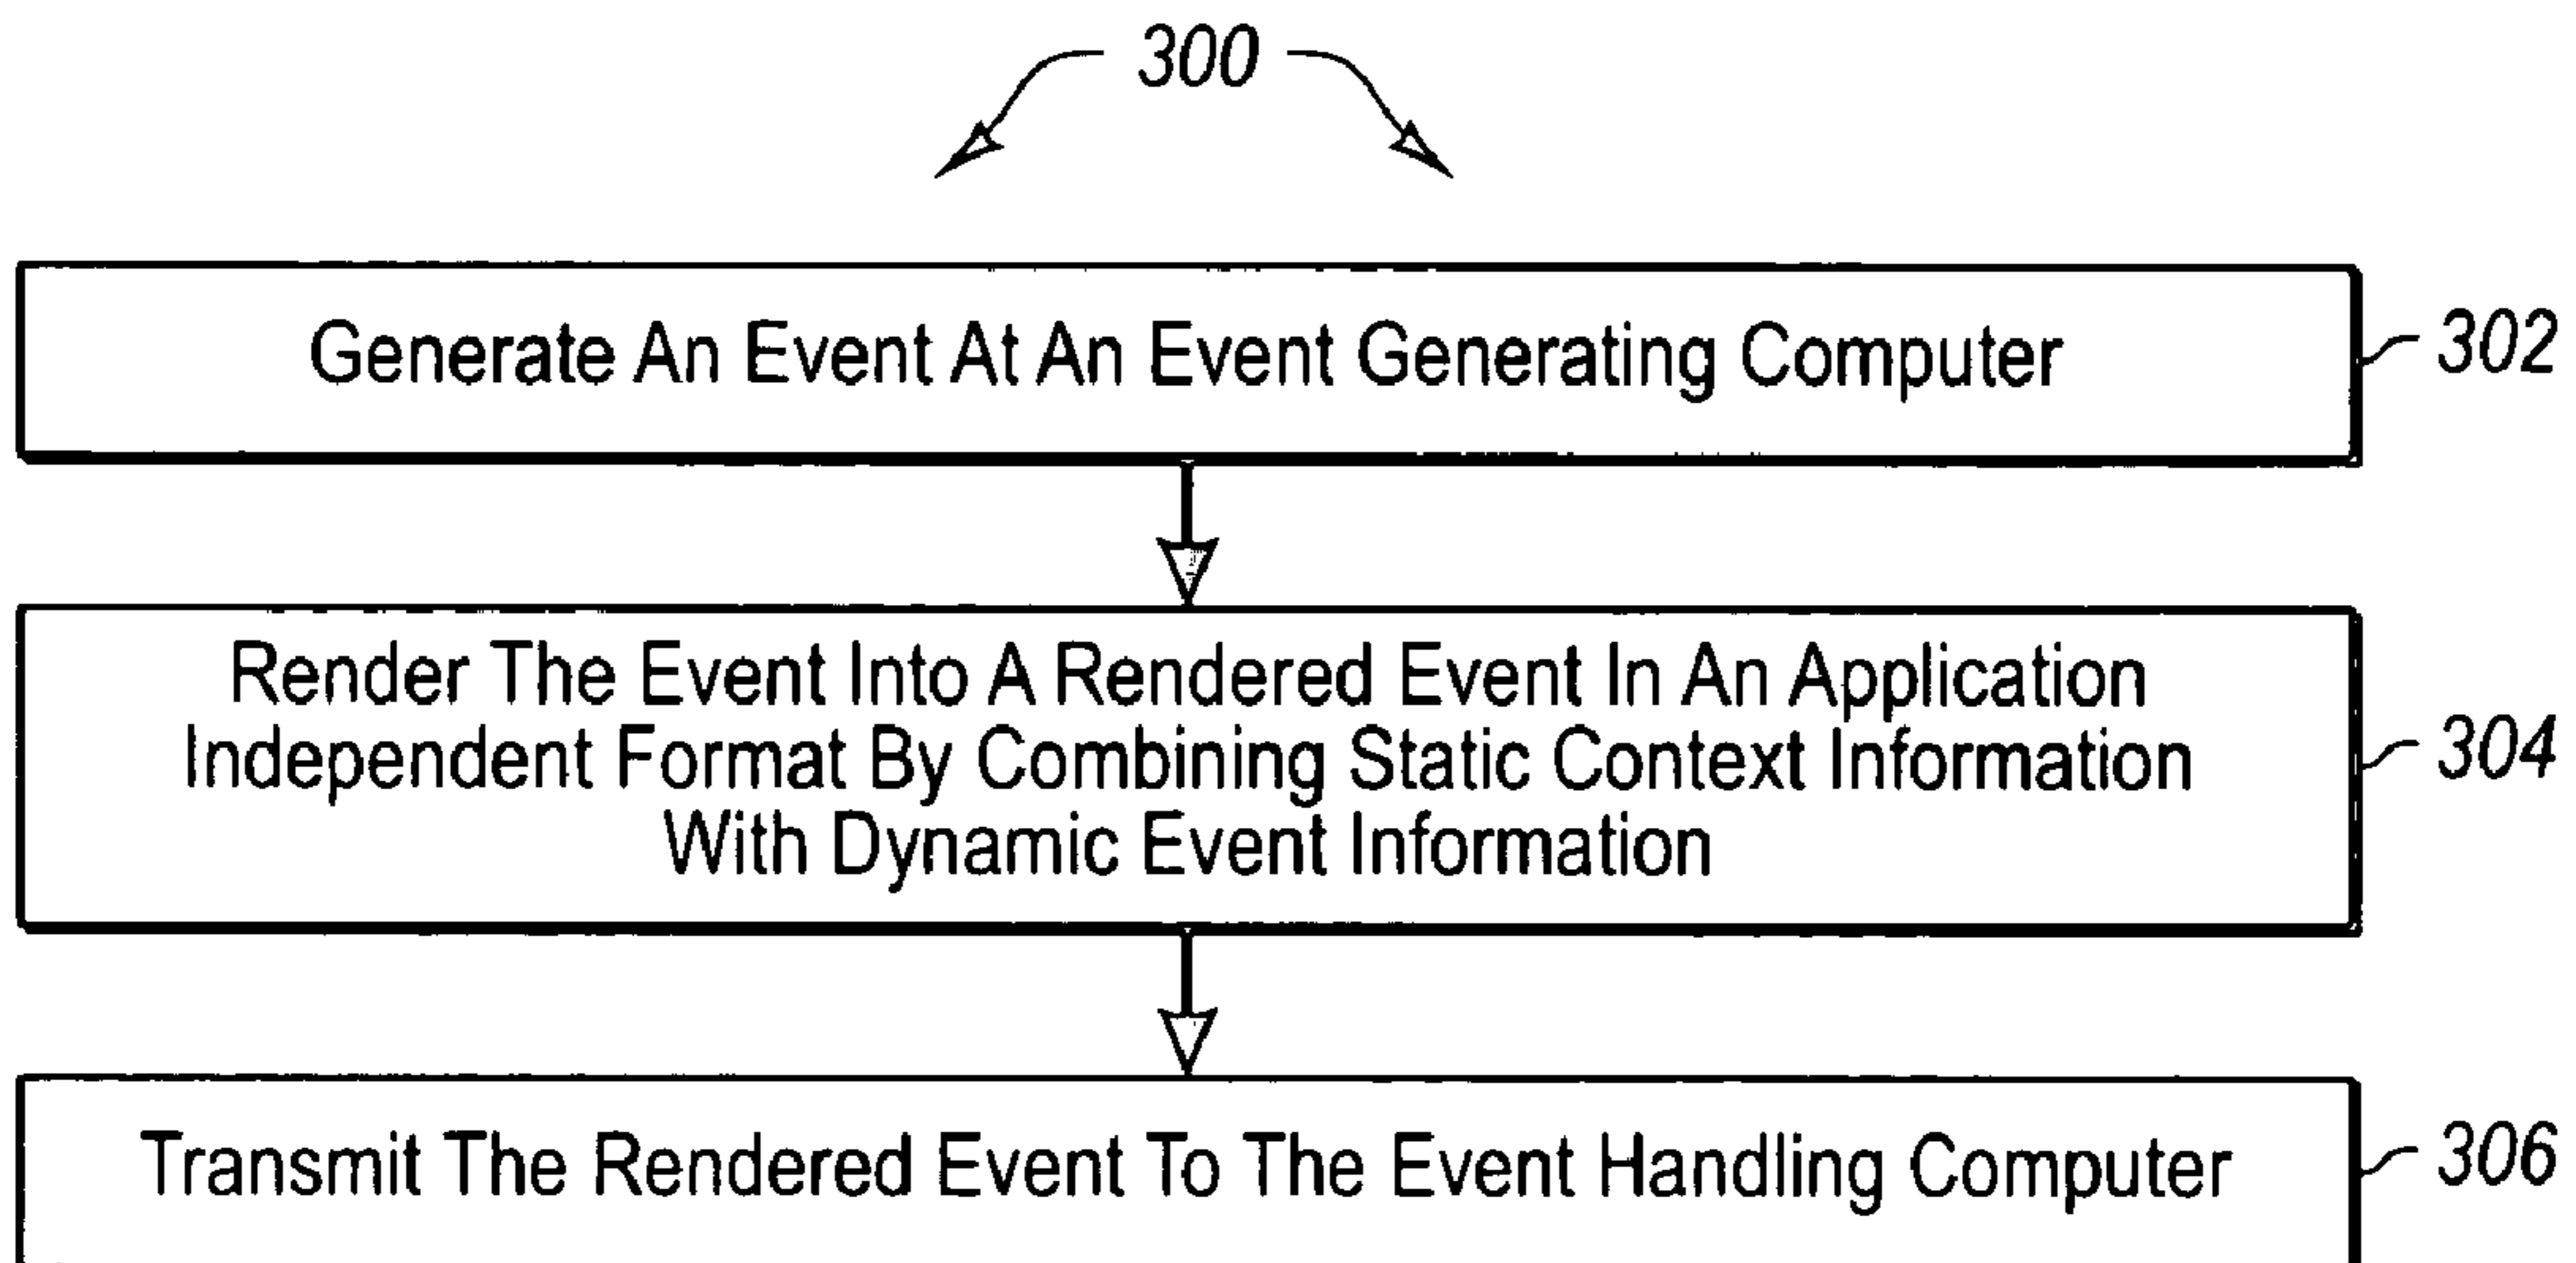 300
Generate An Event At An Event Generating Computer
302
Render The Event Into A Rendered Event In An Application
Independent Format By Combining Static Context Information
With Dynamic Event Information
304
Transmit The Rendered Event To The Event Handling Computer
306